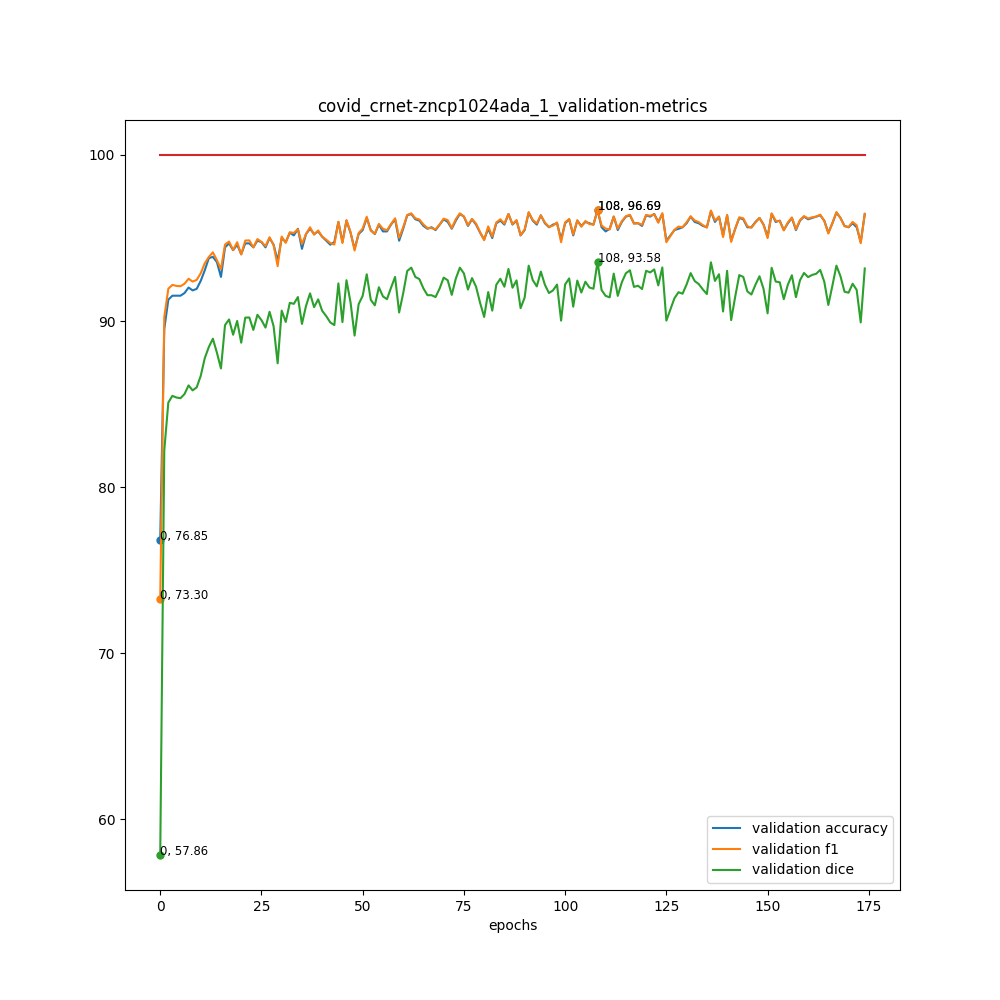 covid_crnet-zncp1024ada_1_validation-metrics
100
90
80
70
60
108, 96.69
108, 93.58
0, 76.85
0, 73.30
0, 57.86
validation accuracy
validation f1
validation dice
0 25 50 75 100 125 150 175
epochs